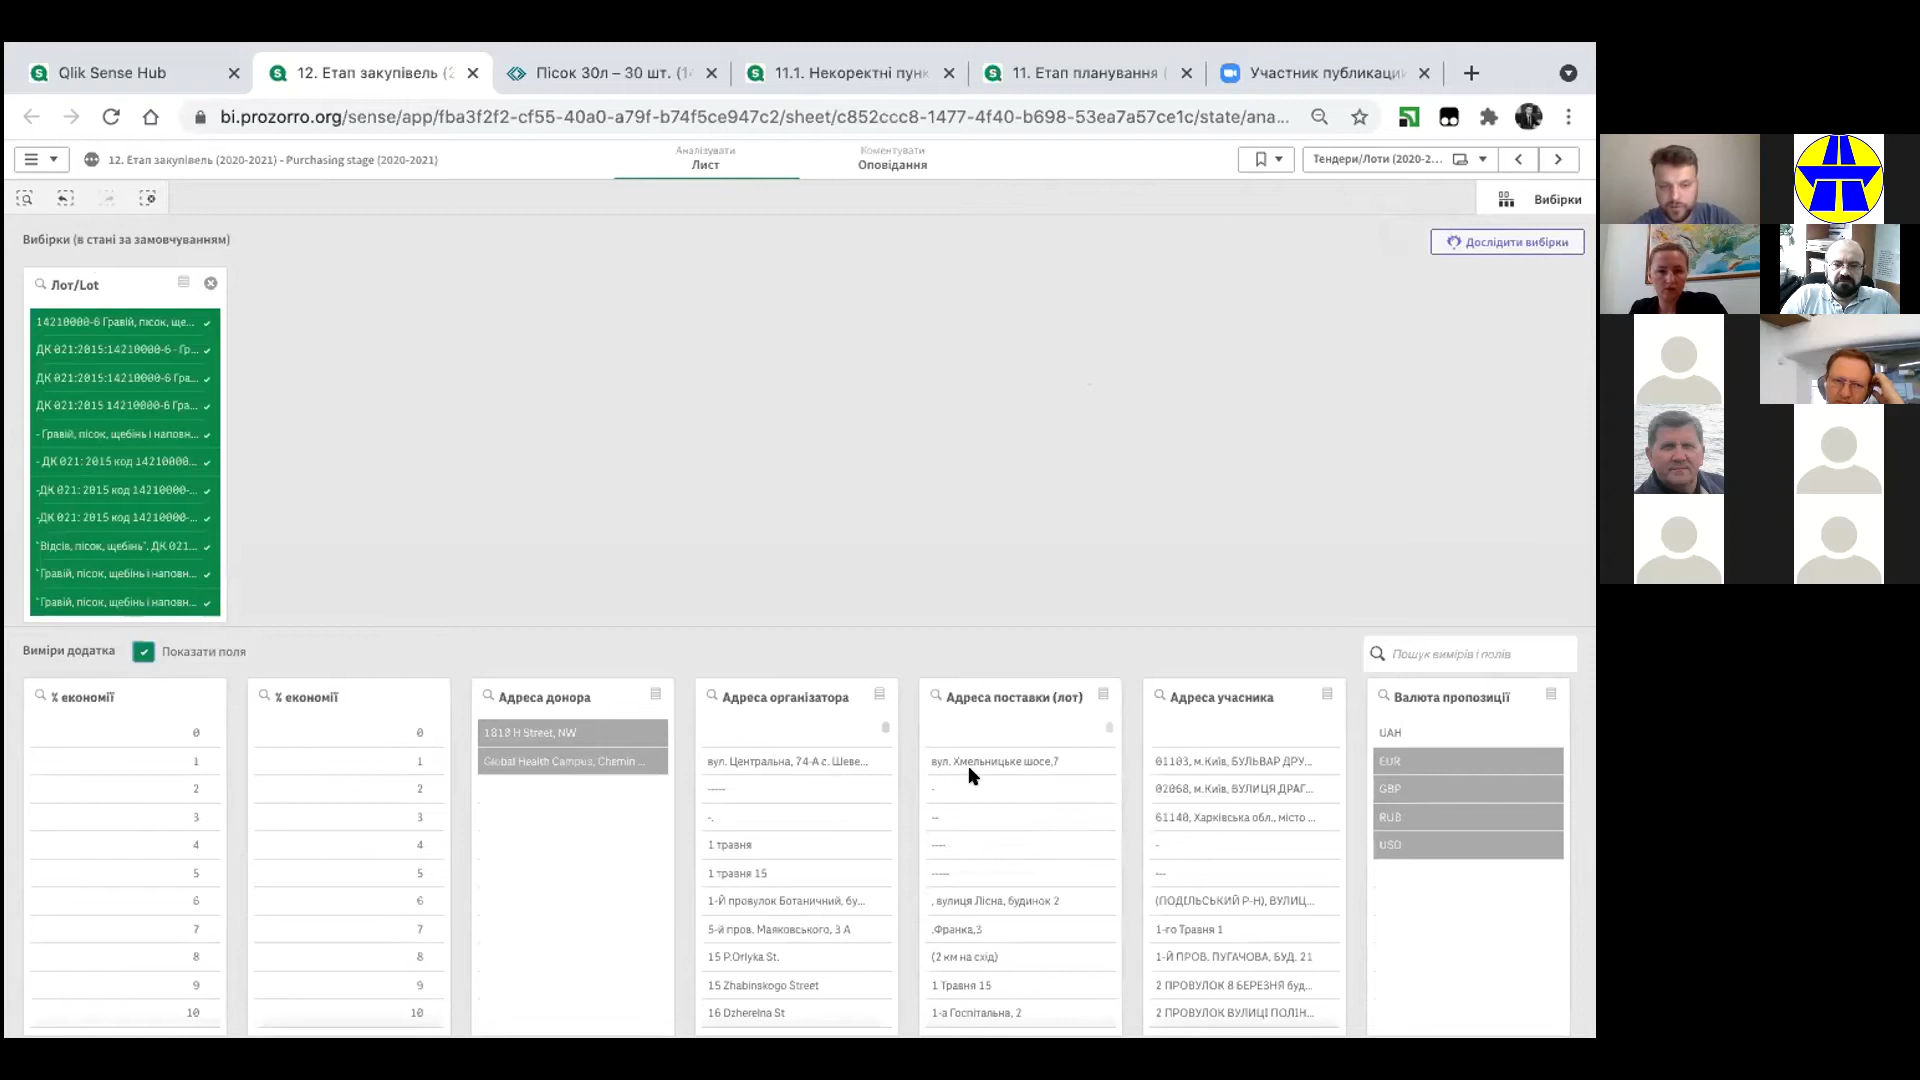 Qlik Sense Hub
12. Етап закупівель (2
Пісок 30л – 30 шт. (1
11.1. Некоректні пунк
11. Етап планування (
Участник публикации
bi.prozorro.org/sense/app/fba3f2f2-cf55-40a0-a79f-b74f5ce947c2/sheet/c852ccc8-1477-4f40-b698-53ea7a57ce1c/state/ana...
12. Етап закупівель (2020-2021) - Purchasing stage (2020-2021)
Аналізувати
Лист
Коментувати
Оповідання
Тендери/Лоти (2020-2...
Вибірки
Вибірки (в стані за замовчуванням)
Дослідити вибірки
Лот/Lot
14210000-6 Гравій, пісок, ще...
ДК 021:2015:14210000-6 - Гр...
ДК 021:2015:14210000-6 Гра...
ДК 021:2015 14210000-6 Гра...
- Гравій, пісок, щебінь і наповн...
- ДК 021: 2015 код 14210000...
-ДК 021: 2015 код 14210000-...
-ДК 021: 2015 код 14210000-...
"Відсів, пісок, щебінь". ДК 021...
"Гравій, пісок, щебінь і наповн...
"Гравій, пісок, щебінь і наповн...
Виміри додатка
Показати поля
Пошук вимірів і полів
% економії
0
1
2
3
4
5
6
7
8
9
10
% економії
0
1
2
3
4
5
6
7
8
9
10
Адреса донора
1818 H Street, NW
Global Health Campus, Chemin ...
Адреса організатора
вул. Центральна, 74-А с. Шеве...
-----
-.
1 травня
1 травня 15
1-Й провулок Ботаничний, бу...
5-й пров. Маяковського, 3 А
15 P.Orlyka St.
15 Zhabinskogo Street
16 Dzherelna St
Адреса поставки (лот)
вул. Хмельницьке шосе,7
-
--
----
-----
, вулиця Лісна, будинок 2
.Франка,3
(2 км на схід)
1 Травня 15
1-а Госпітальна, 2
Адреса учасника
01103, м.Київ, БУЛЬВАР ДРУ...
02068, м.Київ, ВУЛИЦЯ ДРАГ...
61140, Харківська обл., місто ...
-
---
(ПОДІЛЬСЬКИЙ Р-Н), ВУЛИЦ...
1-го Травня 1
1-Й ПРОВ. ПУГАЧОВА, БУД. 21
2 ПРОВУЛОК 8 БЕРЕЗНЯ буд...
2 ПРОВУЛОК ВУЛИЦІ ПОЛІН...
Валюта пропозиції
UAH
EUR
GBP
RUB
USD